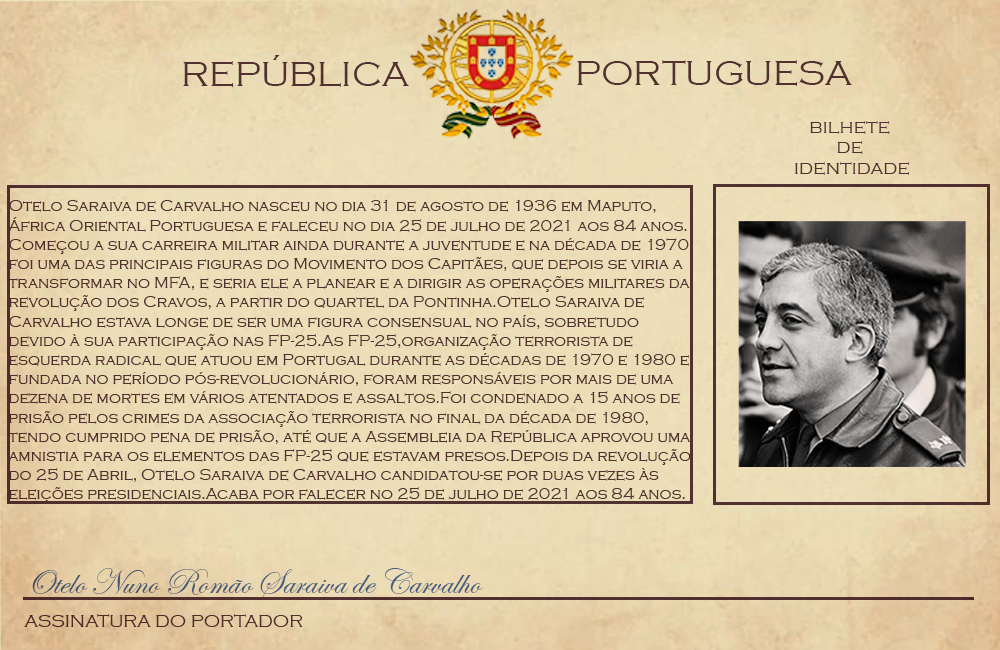 REPÚBLICA PORTUGUESA
BILHETE
DE
IDENTIDADE
Otelo Saraiva de Carvalho nasceu no dia 31 de agosto de 1936 em Maputo,
África Oriental Portuguesa e faleceu no dia 25 de julho de 2021 aos 84 anos.
Começou a sua carreira militar ainda durante a juventude e na década de 1970
foi uma das principais figuras do Movimento dos Capitães, que depois se viria a
transformar no MFA, e seria ele a planear e a dirigir as operações militares da
revolução dos Cravos, a partir do quartel da Pontinha.Otelo Saraiva de
Carvalho estava longe de ser uma figura consensual no país, sobretudo
devido à sua participação nas FP-25.As FP-25,organização terrorista de
esquerda radical que atuou em Portugal durante as décadas de 1970 e 1980 e
fundada no período pós-revolucionário, foram responsáveis por mais de uma
dezena de mortes em vários atentados e assaltos.Foi condenado a 15 anos de
prisão pelos crimes da associação terrorista no final da década de 1980,
tendo cumprido pena de prisão, até que a Assembleia da República aprovou uma
amnistia para os elementos das FP-25 que estavam presos.Depois da revolução
do 25 de Abril, Otelo Saraiva de Carvalho candidatou-se por duas vezes às
eleições presidenciais.Acaba por falecer no 25 de julho de 2021 aos 84 anos.
Otelo Nuno Romão Saraiva de Carvalho
ASSINATURA DO PORTADOR